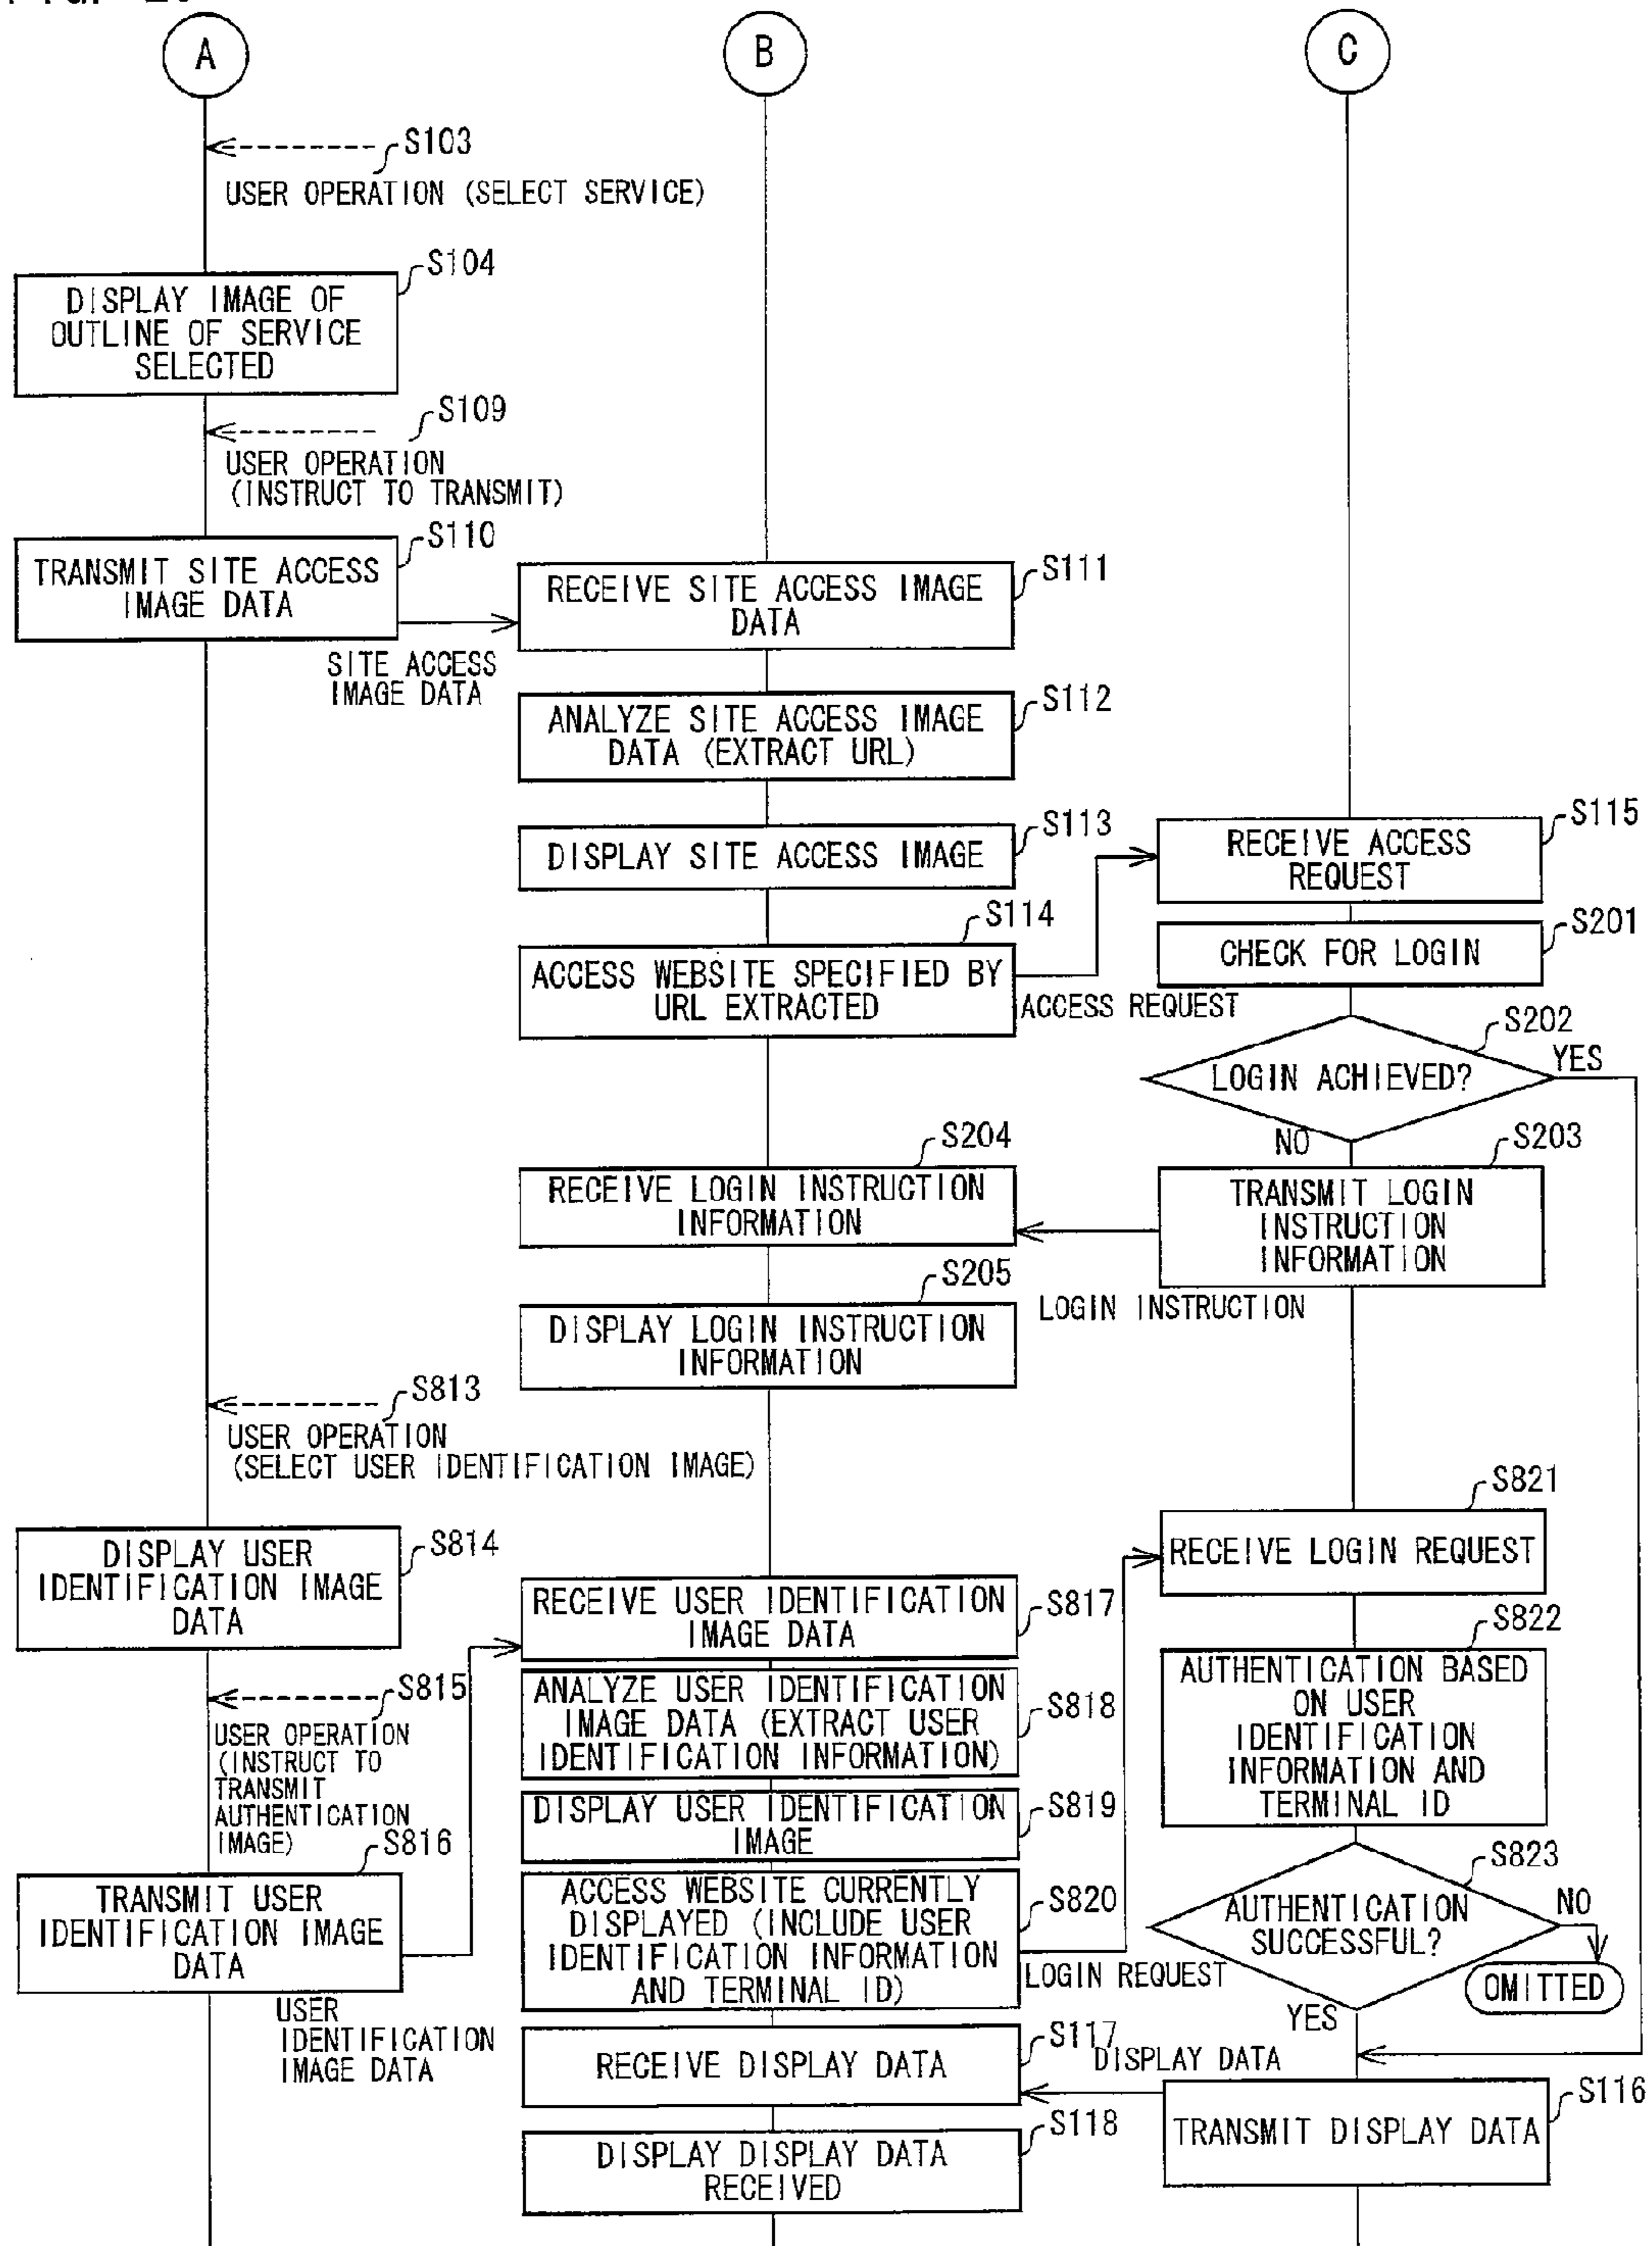 A
B
C
S103
USER OPERATION (SELECT SERVICE)
S104
DISPLAY IMAGE OF
OUTLINE OF SERVICE
SELECTED
S109
USER OPERATION
(INSTRUCT TO TRANSMIT)
S110
TRANSMIT SITE ACCESS
IMAGE DATA
SITE ACCESS
IMAGE DATA
S111
RECEIVE SITE ACCESS IMAGE
DATA
S112
ANALYZE SITE ACCESS IMAGE
DATA (EXTRACT URL)
S113
DISPLAY SITE ACCESS IMAGE
S114
ACCESS WEBSITE SPECIFIED BY
URL EXTRACTED
ACCESS REQUEST
S115
RECEIVE ACCESS
REQUEST
S201
CHECK FOR LOGIN
S202
LOGIN ACHIEVED?
YES
NO
S203
TRANSMIT LOGIN
INSTRUCTION
INFORMATION
LOGIN INSTRUCTION
S204
RECEIVE LOGIN INSTRUCTION
INFORMATION
S205
DISPLAY LOGIN INSTRUCTION
INFORMATION
S813
USER OPERATION
(SELECT USER IDENTIFICATION IMAGE)
S814
DISPLAY USER
IDENTIFICATION IMAGE
DATA
S815
USER OPERATION
(INSTRUCT TO
TRANSMIT
AUTHENTICATION
IMAGE)
S816
TRANSMIT USER
IDENTIFICATION IMAGE
DATA
USER
IDENTIFICATION
IMAGE DATA
S817
RECEIVE USER IDENTIFICATION
IMAGE DATA
S818
ANALYZE USER IDENTIFICATION
IMAGE DATA (EXTRACT USER
IDENTIFICATION INFORMATION)
S819
DISPLAY USER IDENTIFICATION
IMAGE
S820
ACCESS WEBSITE CURRENTLY
DISPLAYED (INCLUDE USER
IDENTIFICATION INFORMATION
AND TERMINAL ID)
LOGIN REQUEST
S821
RECEIVE LOGIN REQUEST
S822
AUTHENTICATION BASED
ON USER
IDENTIFICATION
INFORMATION AND
TERMINAL ID
S823
AUTHENTICATION
SUCCESSFUL?
NO
OMITTED
YES
S116
TRANSMIT DISPLAY DATA
DISPLAY DATA
S117
RECEIVE DISPLAY DATA
S118
DISPLAY DISPLAY DATA
RECEIVED